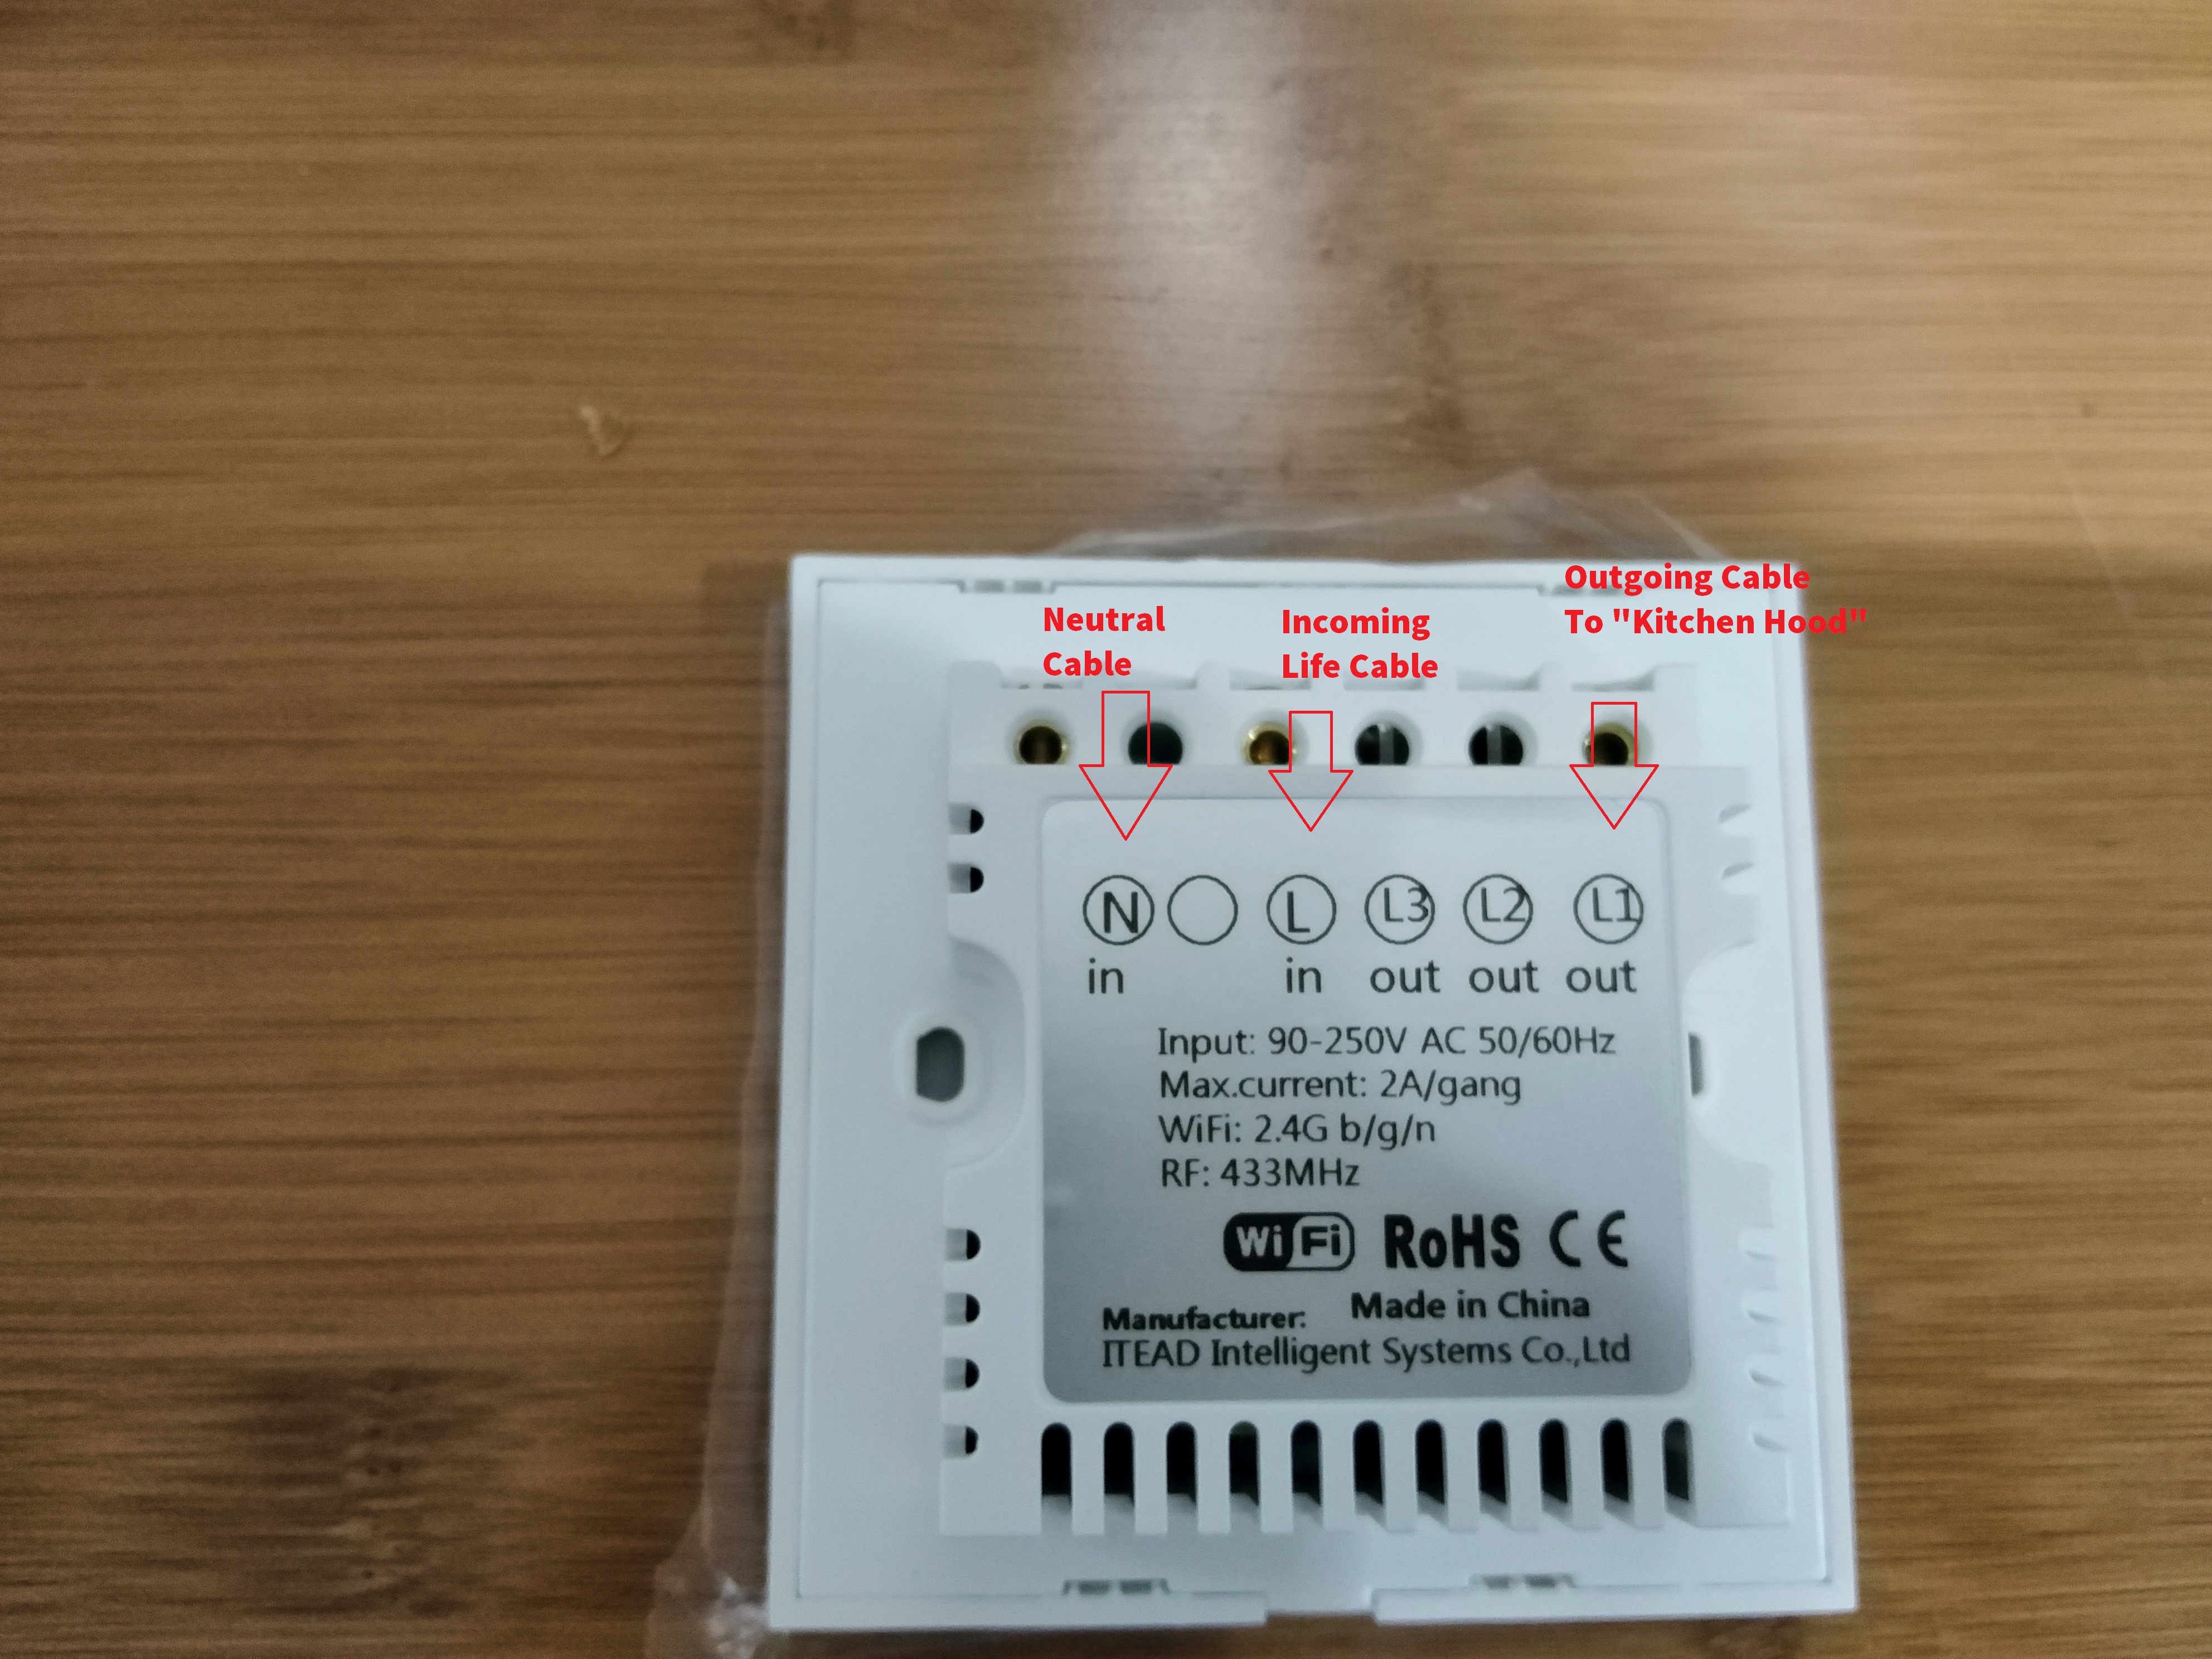 Outgoing Cable
To "Kitchen Hood"
Neutral
Cable
Incoming
Life Cable
N L L3 L2 L1
in in out out out
Input: 90-250V AC 50/60Hz
Max.current: 2A/gang
WiFi: 2.4G b/g/n
RF: 433MHz
WiFi RoHS CE
Made in China
Manufacturer:
ITEAD Intelligent Systems Co.,Ltd